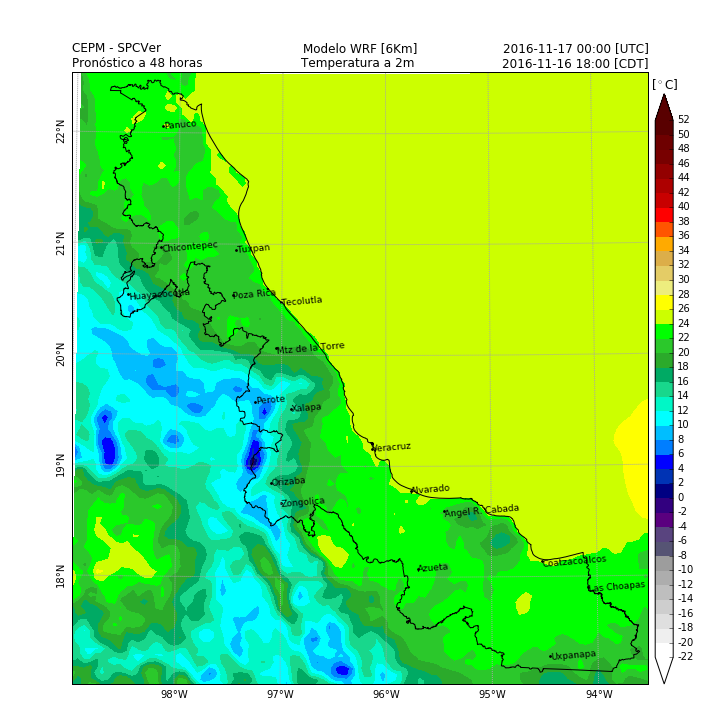 CEPM - SPCVer Modelo WRF [6Km] 2016-11-17 00:00 [UTC]
Pronóstico a 48 horas Temperatura a 2m 2016-11-16 18:00 [CDT]
[°C]
52
50
48
46
44
42
40
38
36
34
32
30
28
26
24
22
20
18
16
14
12
10
8
6
4
2
0
-2
-4
-6
-8
-10
-12
-14
-16
-18
-20
-22
22°N
21°N
20°N
19°N
18°N
Panuco
Chicontepec
Tuxpan
Huayacocotla
Poza Rica
Tecolutla
Mtz de la Torre
Perote
Xalapa
Veracruz
Orizaba
Alvarado
Zongolica
Angel R. Cabada
Azueta
Coatzacoalcos
Las Choapas
Uxpanapa
98°W 97°W 96°W 95°W 94°W